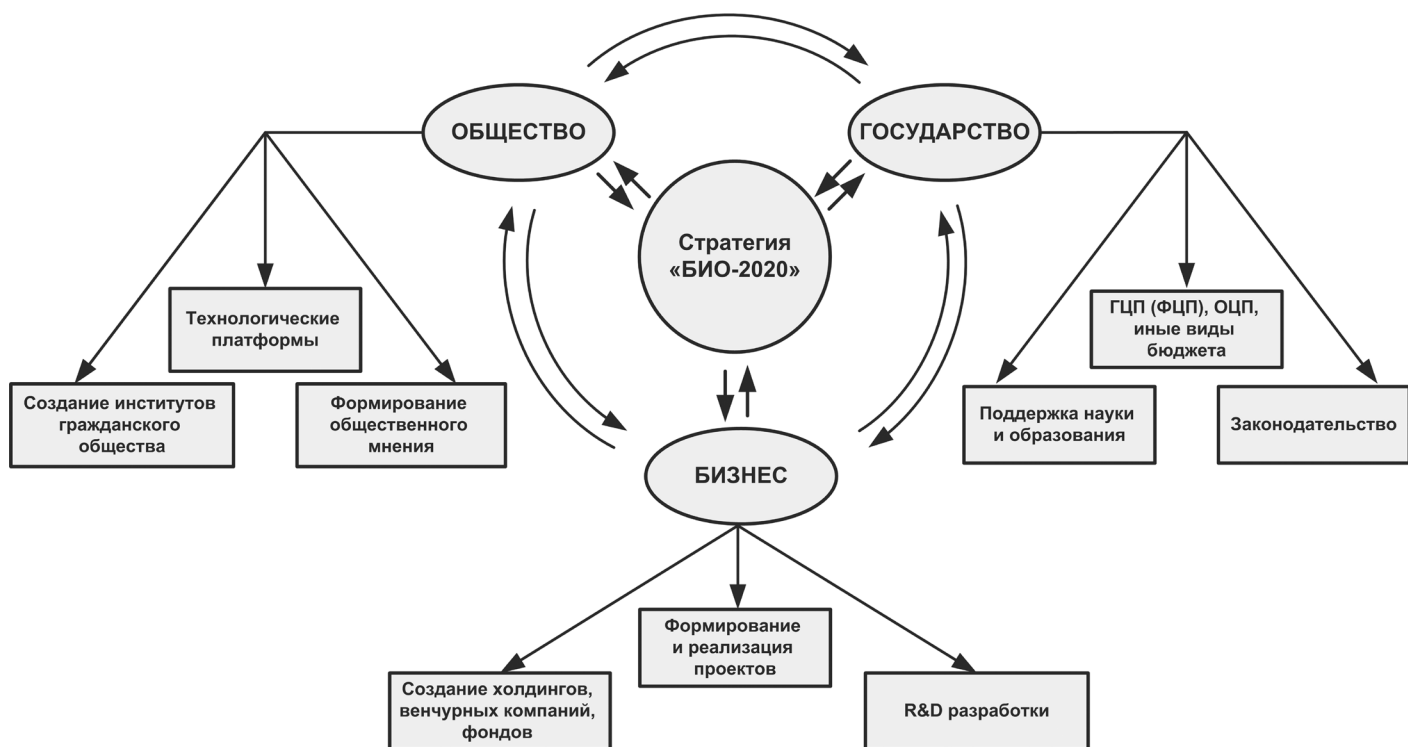 ОБЩЕСТВО
ГОСУДАРСТВО
Стратегия
«БИО-2020»
Технологические
платформы
Создание институтов
гражданского
общества
Формирование
общественного
мнения
ГЦП (ФЦП), ОЦП,
иные виды
бюджета
Поддержка науки
и образования
Законодательство
БИЗНЕС
Формирование
и реализация
проектов
Создание холдингов,
венчурных компаний,
фондов
R&D разработки